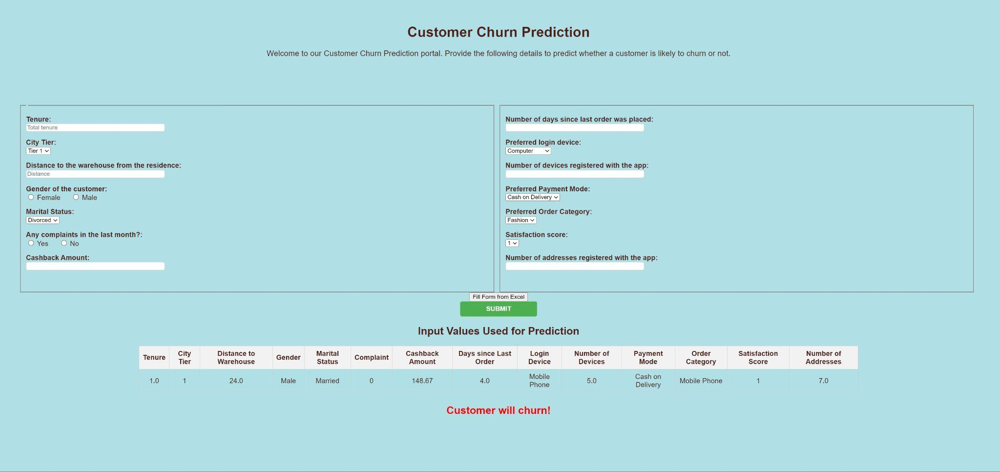 Customer Churn Prediction
Welcome to our Customer Churn Prediction portal. Provide the following details to predict whether a customer is likely to churn or not.
Tenure:
Total tenure
City Tier:
Tier 1
Distance to the warehouse from the residence:
Distance
Gender of the customer:
Female Male
Marital Status:
Divorced
Any complaints in the last month?:
Yes No
Cashback Amount:
Number of days since last order was placed:
Preferred login device:
Computer
Number of devices registered with the app:
Preferred Payment Mode:
Cash on Delivery
Preferred Order Category:
Fashion
Satisfaction score:
1
Number of addresses registered with the app:
Fill Form from Excel
SUBMIT
Input Values Used for Prediction
Tenure City Tier Distance to Warehouse Gender Marital Status Complaint Cashback Amount Days since Last Order Login Device Number of Devices Payment Mode Order Category Satisfaction Score Number of Addresses
1.0 1 24.0 Male Married 0 148.67 4.0 Mobile Phone 5.0 Cash on Delivery Mobile Phone 1 7.0
Customer will churn!